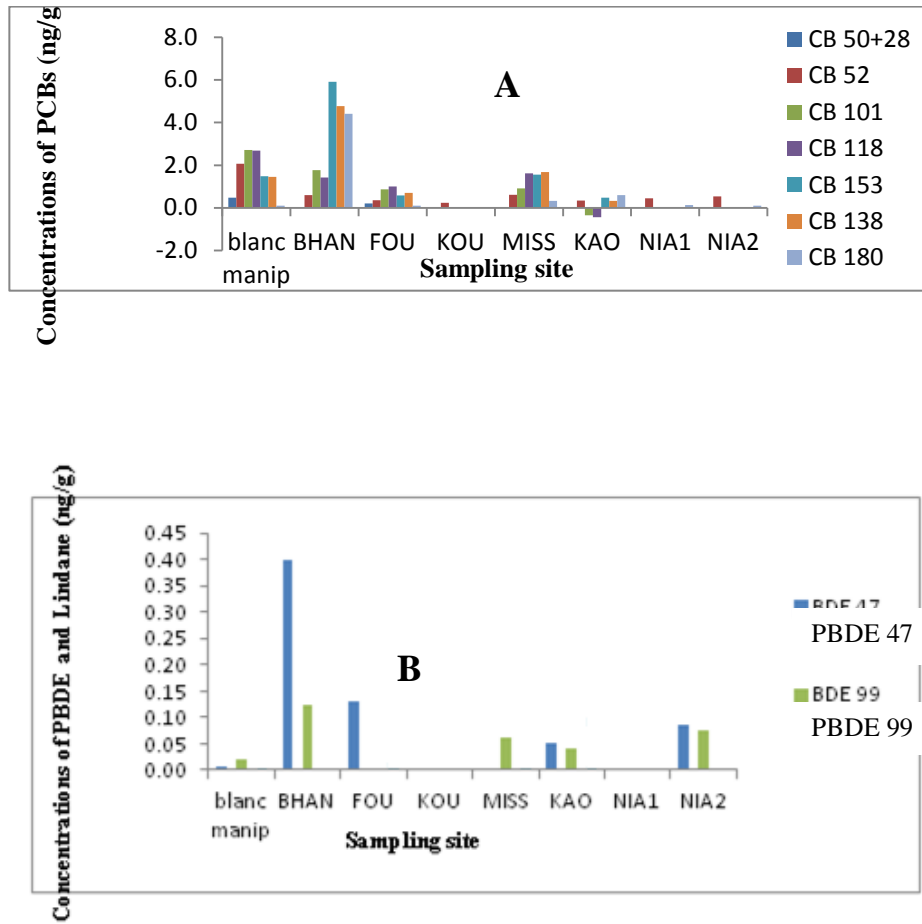 Concentrations of PCBs (ng/g
8.0
6.0
4.0
2.0
0.0
-2.0
A
blanc manip
BHAN
FOU
KOU
MISS
KAO
NIA1
NIA2
Sampling site
CB 50+28
CB 52
CB 101
CB 118
CB 153
CB 138
CB 180
Concentrations of PBDE and Lindane (ng/g)
0.45
0.40
0.35
0.30
0.25
0.20
0.15
0.10
0.05
0.00
B
blanc manip
BHAN
FOU
KOU
MISS
KAO
NIA1
NIA2
Sampling site
BDE 47
PBDE 47
BDE 99
PBDE 99